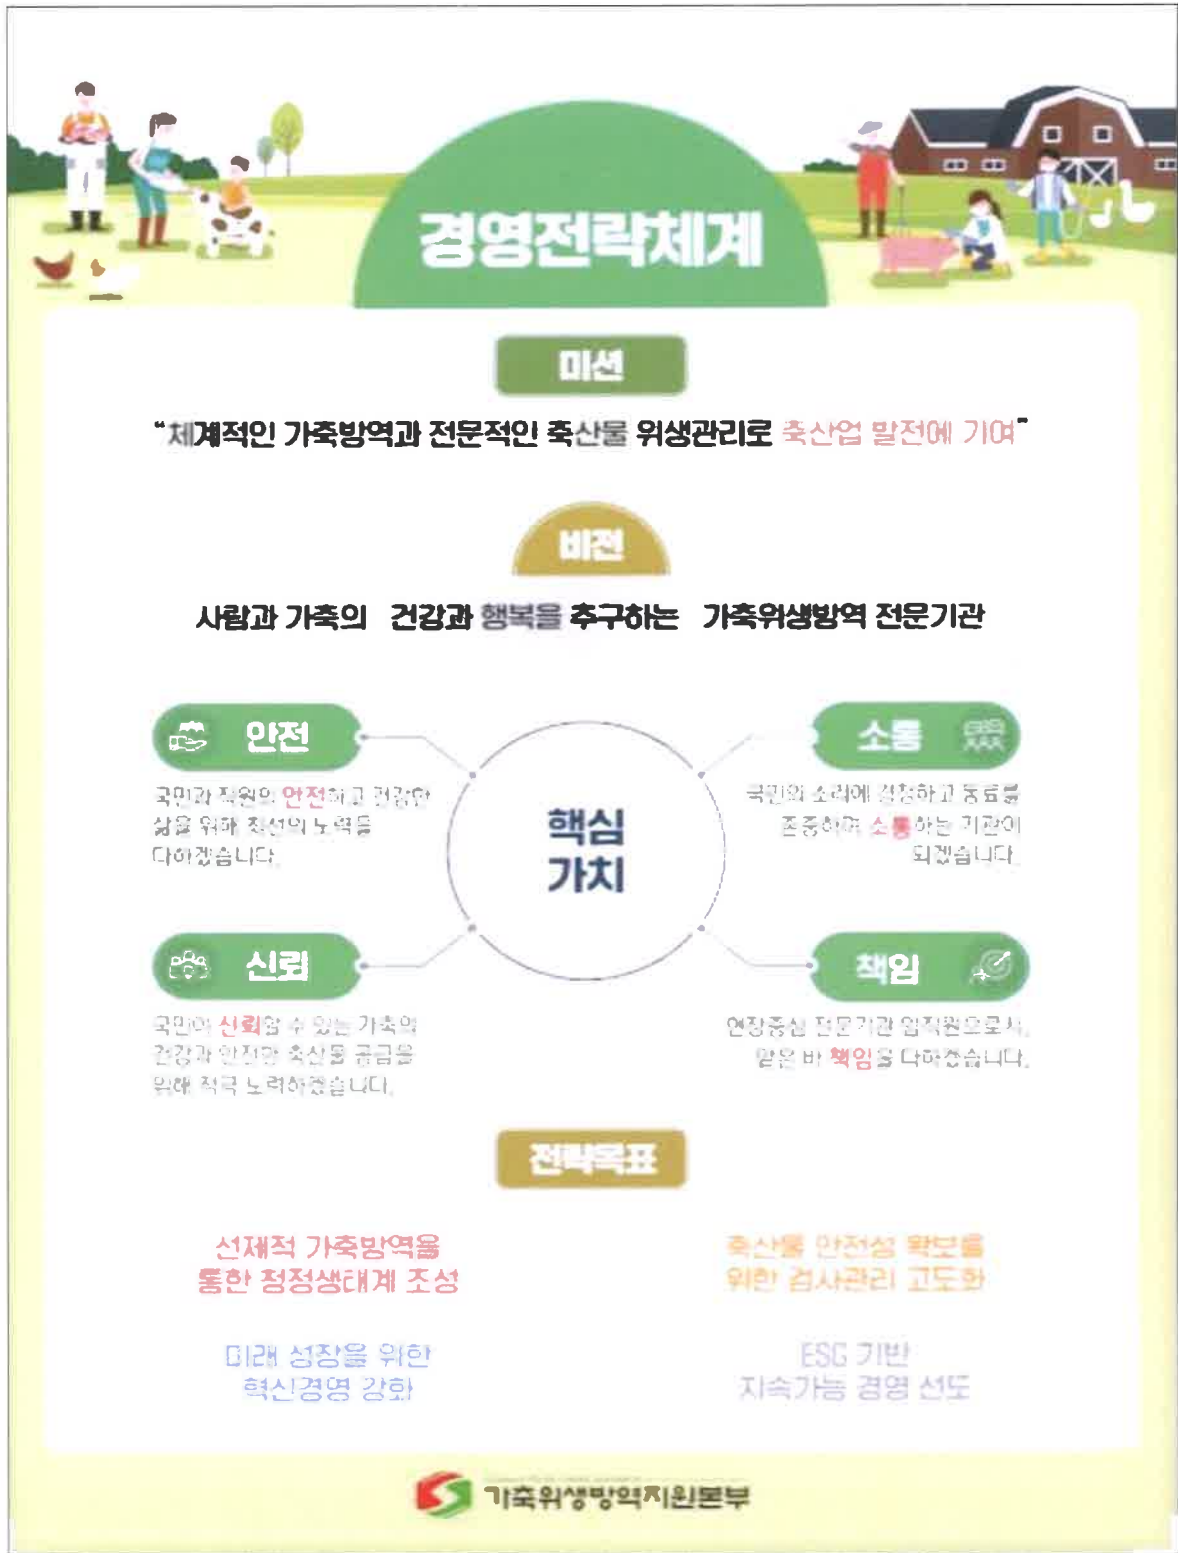 경영전략체계
미션
“체계적인 가축방역과 전문적인 축산물 위생관리로 축산업 발전에 기여”
비전
사람과 가축의 건강과 행복을 추구하는 가축위생방역 전문기관
안전
국민과 직원의 안전하고 건강한
삶을 위해 최선의 노력을
다하겠습니다.
소통
국민의 소리에 경청하고 동료를
존중하며 소통하는 기관이
되겠습니다.
핵심
가치
신뢰
국민이 신뢰할 수 있는 가축의
건강과 안전한 축산물 공급을
위해 적극 노력하겠습니다.
책임
현장중심 전문기관 임직원으로서,
맡은 바 책임을 다하겠습니다.
전략목표
선제적 가축방역을
통한 청정생태계 조성
축산물 안전성 확보를
위한 검사관리 고도화
미래 성장을 위한
혁신경영 강화
ESG 기반
지속가능 경영 선도
가축위생방역지원본부